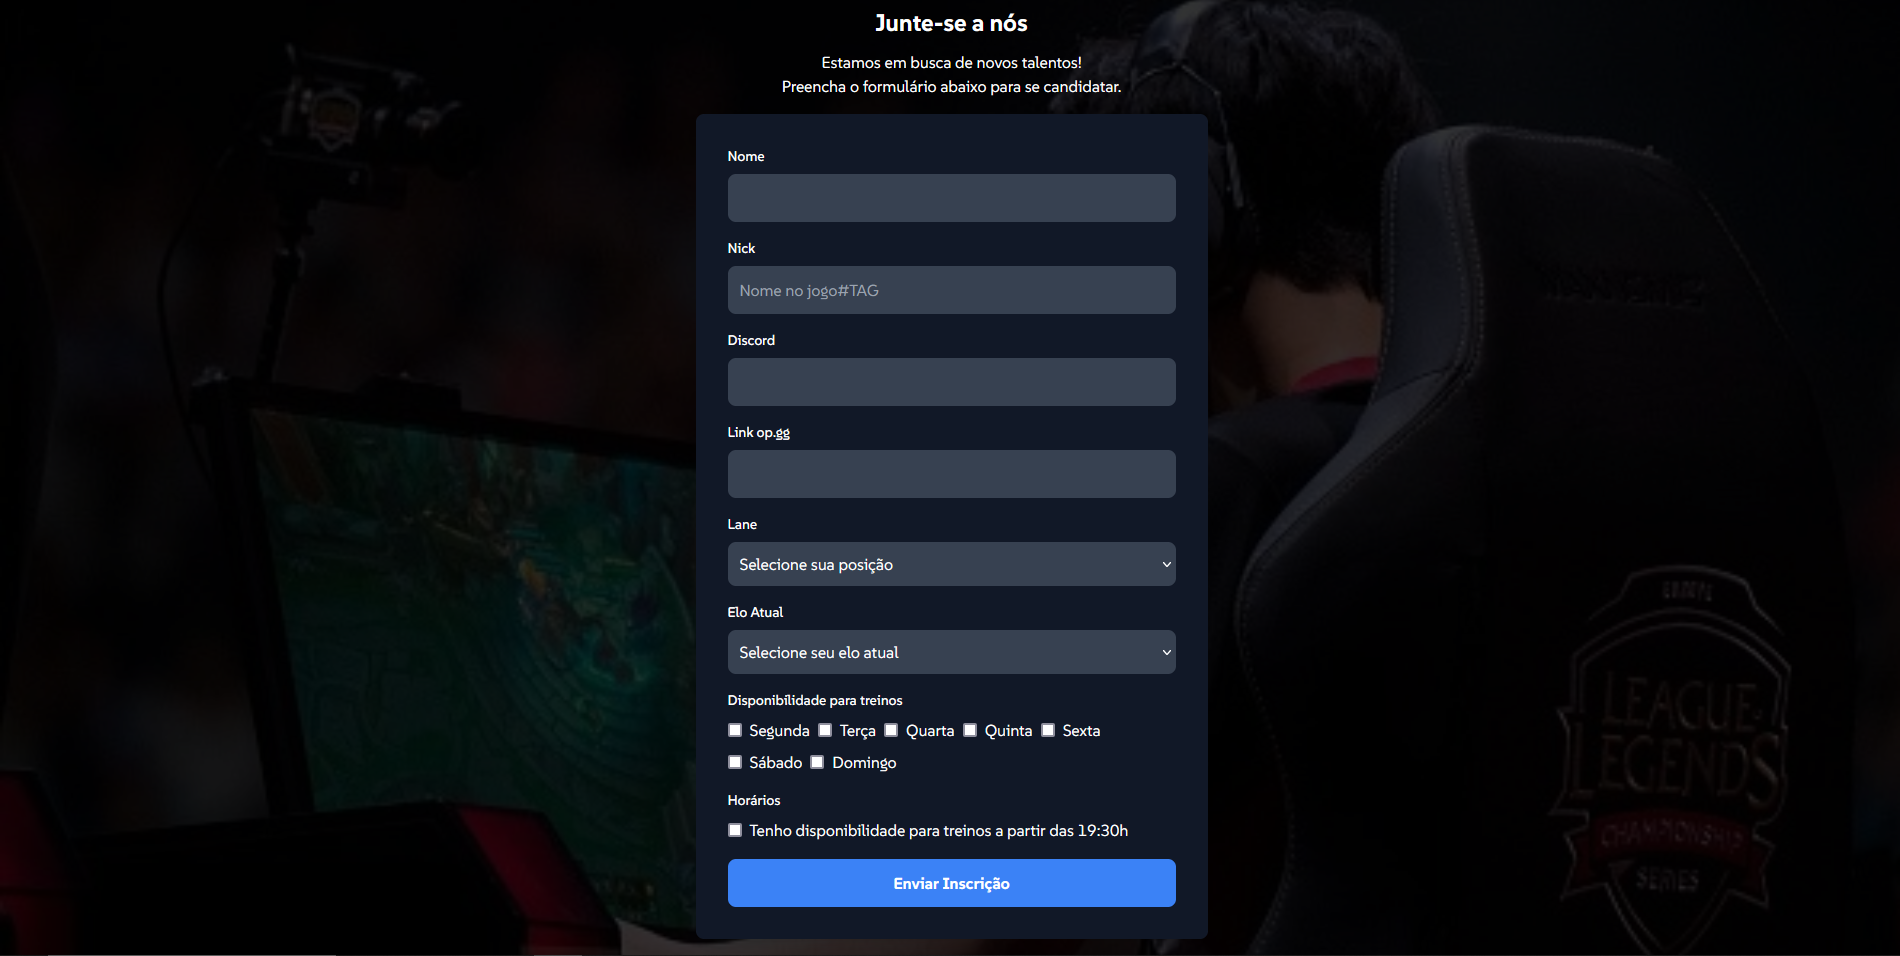 Junte-se a nós
Estamos em busca de novos talentos!
Preencha o formulário abaixo para se candidatar.
Nome
Nick
Nome no jogo#TAG
Discord
Link op.gg
Lane
Selecione sua posição
Elo Atual
Selecione seu elo atual
Disponibilidade para treinos
Segunda Terça Quarta Quinta Sexta
Sábado Domingo
Horários
Tenho disponibilidade para treinos a partir das 19:30h
Enviar Inscrição
EUROPE
LEAGUE OF
LEGENDS
CHAMPIONSHIP
SERIES